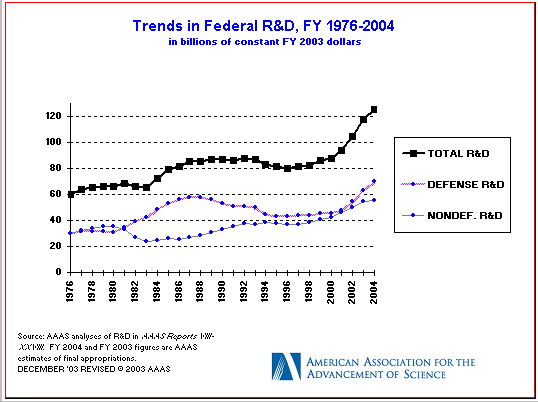 Trends in Federal R&D, FY 1976-2004
in billions of constant FY 2003 dollars
120
100
80
60
40
20
0
1976
1978
1980
1982
1984
1986
1988
1990
1992
1994
1996
1998
2000
2002
2004
TOTAL R&D
DEFENSE R&D
NONDEF. R&D
Source: AAAS analyses of R&D in AAAS Reports VIII-
XXVIII. FY 2004 and FY 2003 figures are AAAS
estimates of final appropriations.
DECEMBER '03 REVISED © 2003 AAAS
AMERICAN ASSOCIATION FOR THE
ADVANCEMENT OF SCIENCE